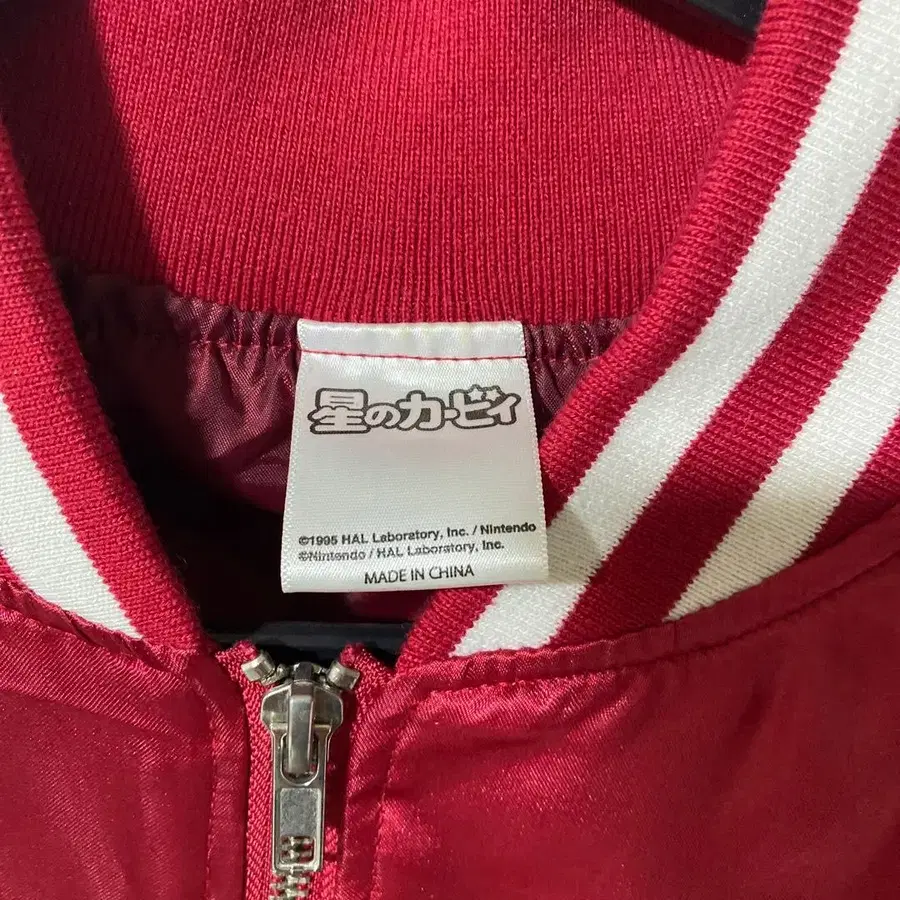 星のカービィ
©1995 HAL Laboratory, Inc. / Nintendo
©Nintendo / HAL Laboratory, Inc.
MADE IN CHINA